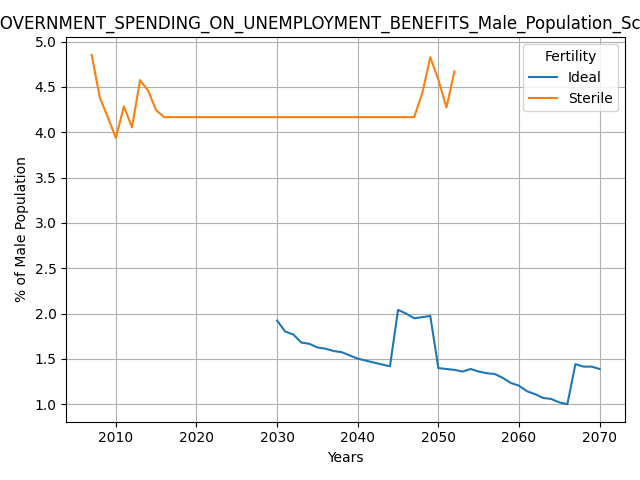 OVERNMENT_SPENDING_ON_UNEMPLOYMENT_BENEFITS_Male_Population_Sc
5.0
4.5
4.0
3.5
3.0
2.5
2.0
1.5
1.0
% of Male Population
Fertility
Ideal
Sterile
2010 2020 2030 2040 2050 2060 2070
Years